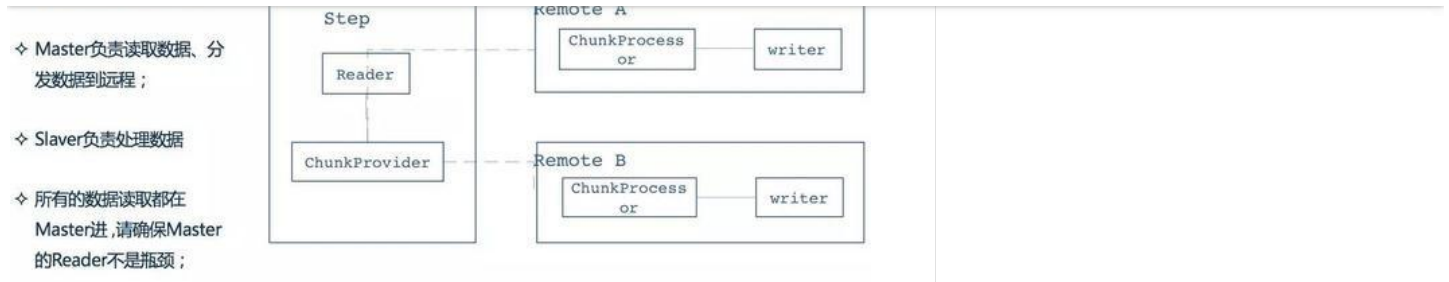 ✧ Master负责读取数据、分
发数据到远程；
✧ Slaver负责处理数据
✧ 所有的数据读取都在
Master进 ,请确保Master
的Reader不是瓶颈；
Step
Reader
ChunkProvider
Remote A
ChunkProcess
or
writer
Remote B
ChunkProcess
or
writer